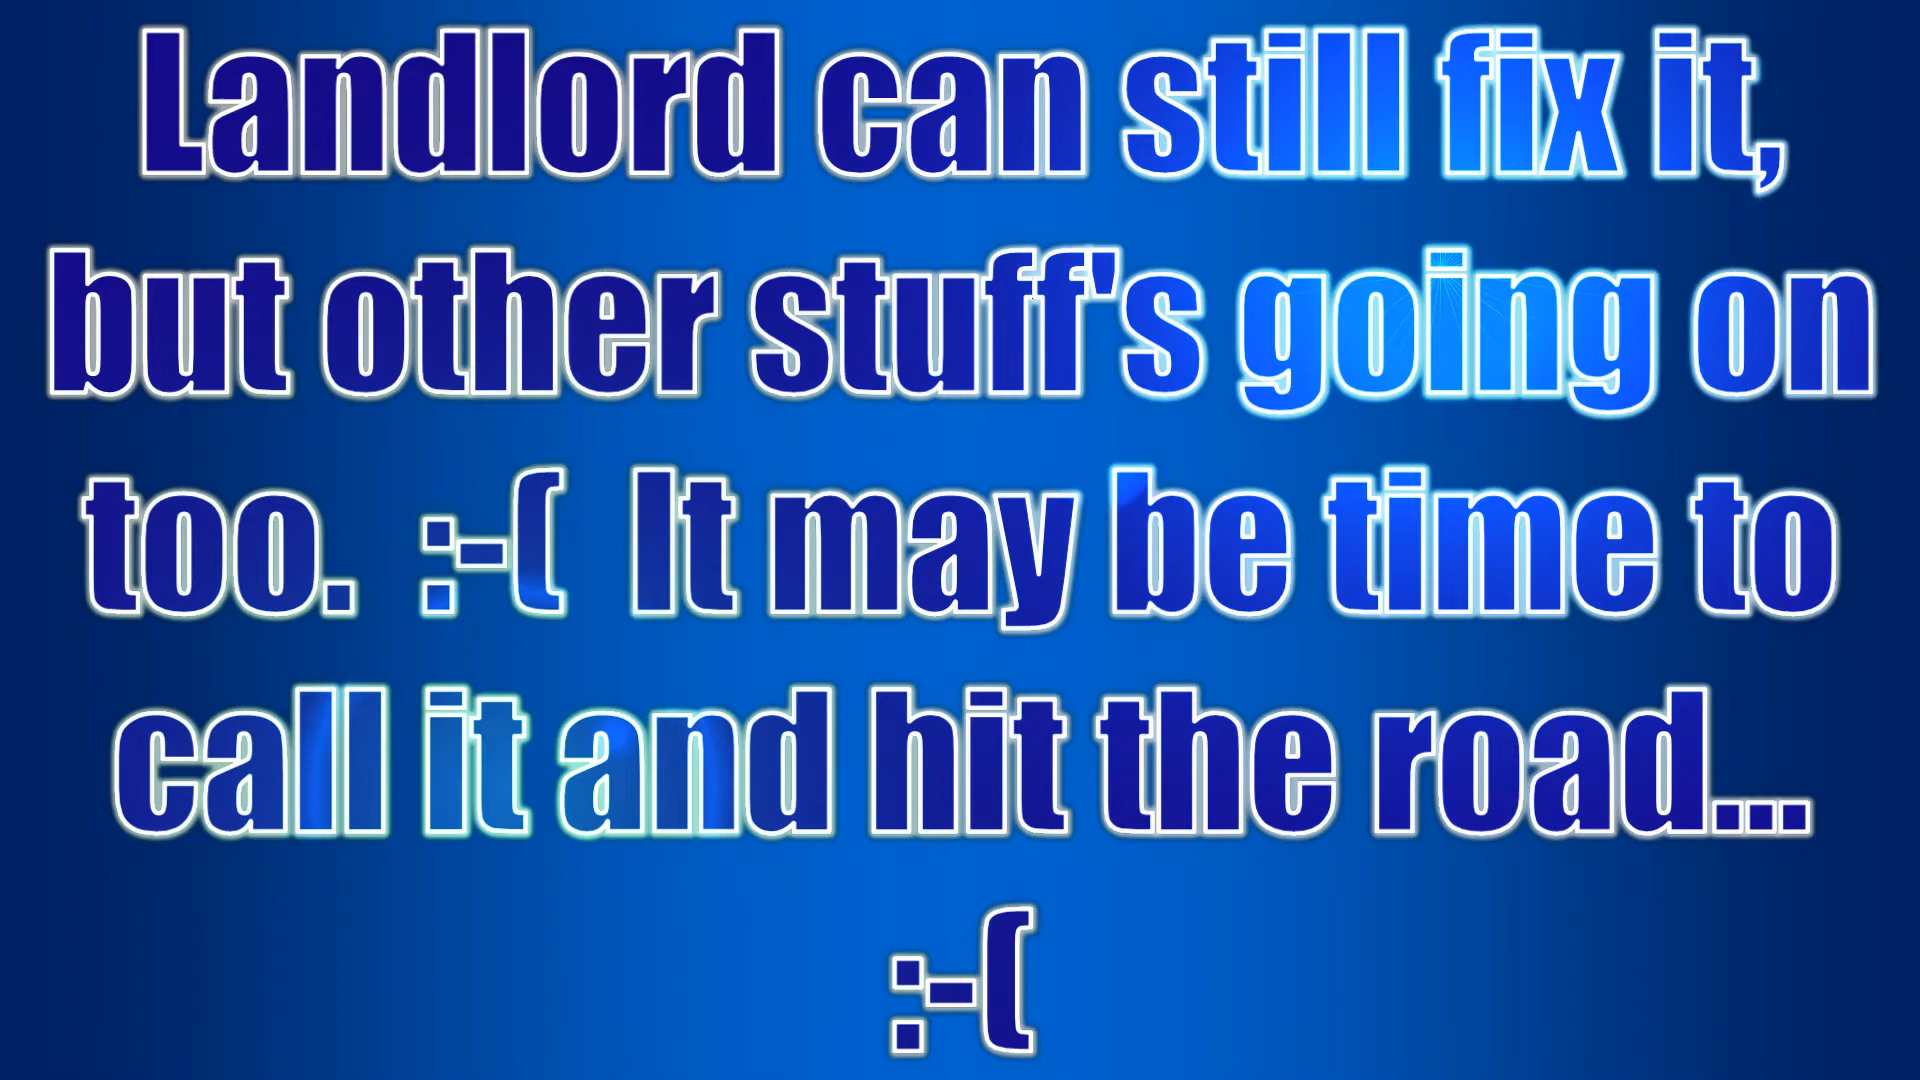 Landlord can still fix it,
but other stuff's going on
too.  :-(  It may be time to
call it and hit the road...
:-(